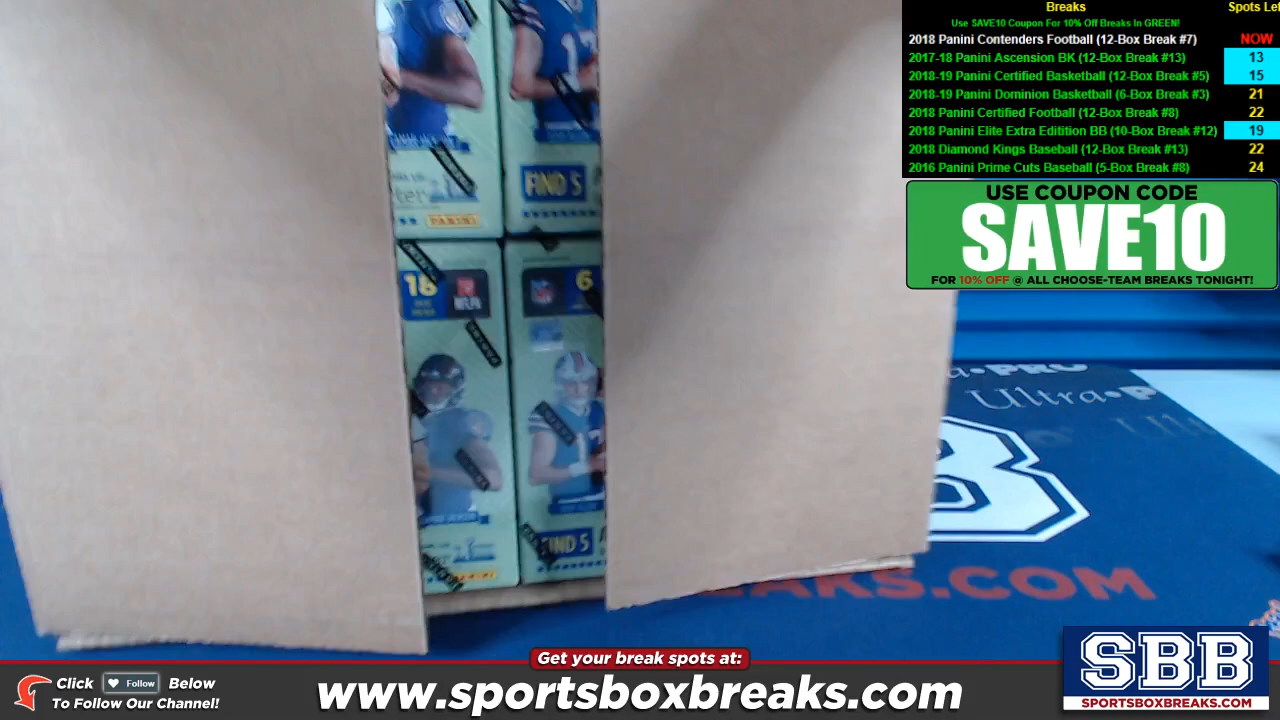 Breaks Spots Lef
Use SAVE10 Coupon For 10% Off Breaks In GREEN!
2018 Panini Contenders Football (12-Box Break #7) NOW
2017-18 Panini Ascension BK (12-Box Break #13) 13
2018-19 Panini Certified Basketball (12-Box Break #5) 15
2018-19 Panini Dominion Basketball (6-Box Break #3) 21
2018 Panini Certified Football (12-Box Break #8) 22
2018 Panini Elite Extra Editition BB (10-Box Break #12) 19
2018 Diamond Kings Baseball (12-Box Break #13) 22
2016 Panini Prime Cuts Baseball (5-Box Break #8) 24
USE COUPON CODE
SAVE10
FOR 10% OFF @ ALL CHOOSE-TEAM BREAKS TONIGHT!
FIND 5
PANINI
18
NFLPA
6
FIND 5
Ultra•P
AKS.COM
Get your break spots at:
Click Follow Below
To Follow Our Channel!
www.sportsboxbreaks.com
SBB
SPORTSBOXBREAKS.COM